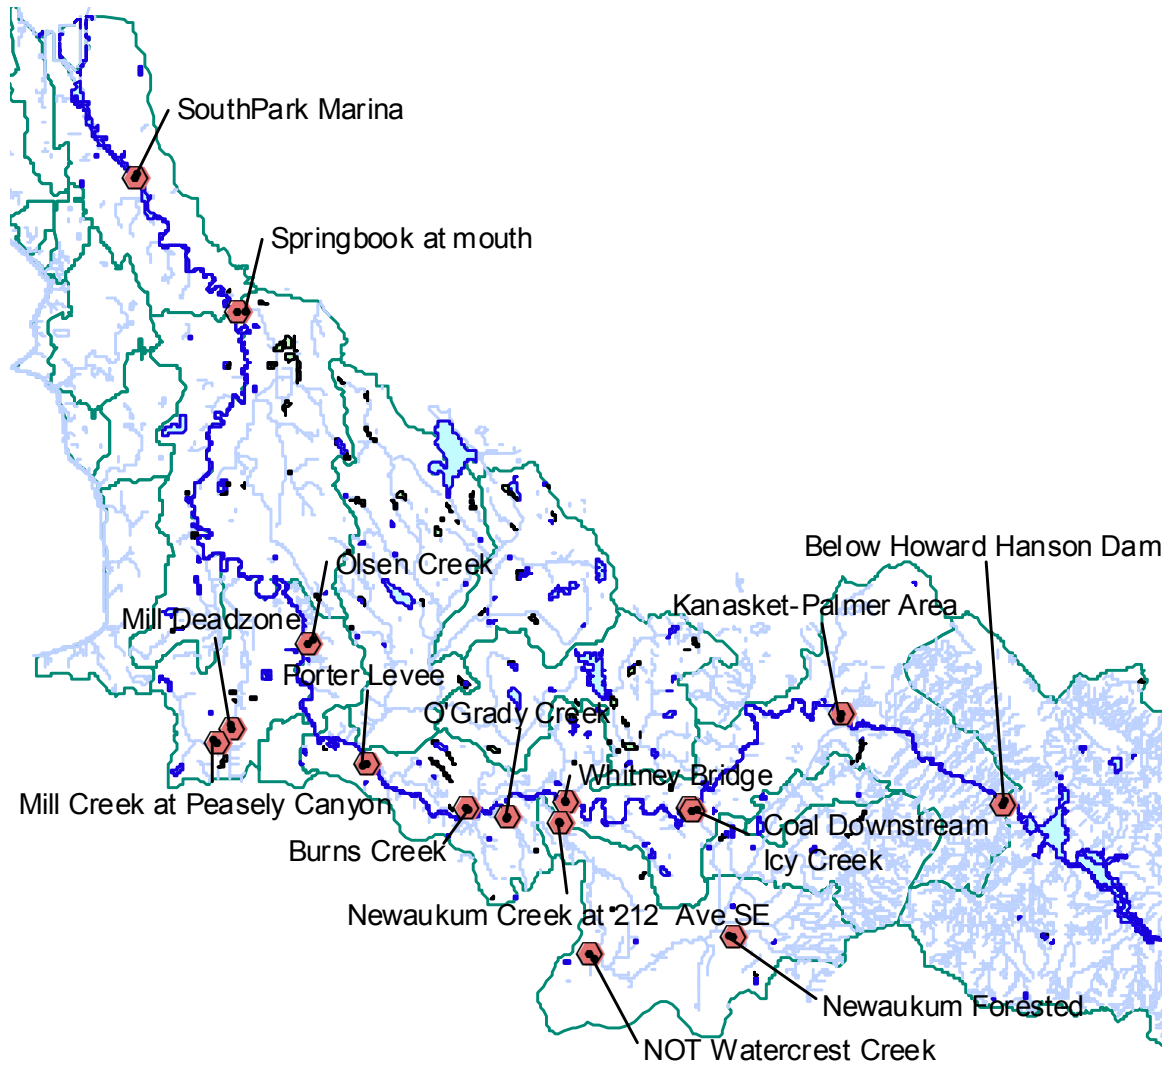 SouthPark Marina
Springbook at mouth
Below Howard Hanson Dam
Olsen Creek
Kanasket-Palmer Area
Mill Deadzone
Porter Levee
O'Grady Creek
Whitney Bridge
Mill Creek at Peasely Canyon
Coal Downstream
Icy Creek
Burns Creek
Newaukum Creek at 212 Ave SE
Newaukum Forested
NOT Watercrest Creek